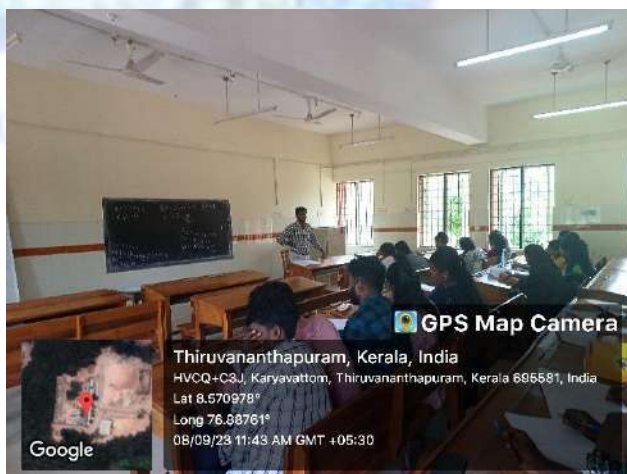 GPS Map Camera
Thiruvananthapuram, Kerala, India
HVCQ+C3J, Karyavattom, Thiruvananthapuram, Kerala 695581, India
Lat 8.570978°
Long 76.88761°
08/09/23 11:43 AM GMT +05:30
Google